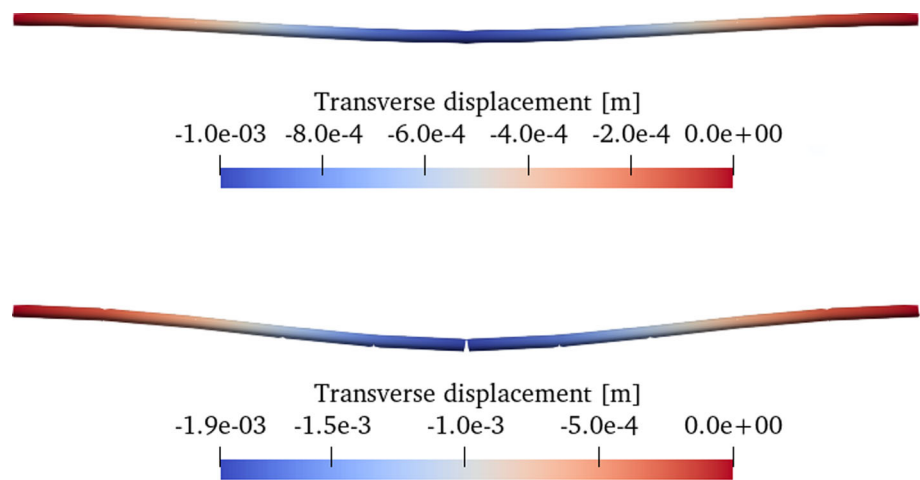 Transverse displacement [m]
-1.0e-03 -8.0e-4 -6.0e-4 -4.0e-4 -2.0e-4 0.0e+00
Transverse displacement [m]
-1.9e-03 -1.5e-3 -1.0e-3 -5.0e-4 0.0e+00